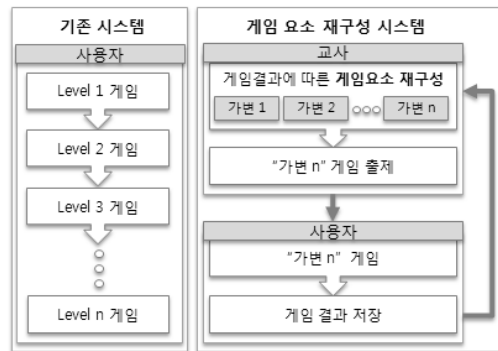 기존 시스템
사용자
Level 1 게임
Level 2 게임
Level 3 게임
Level n 게임
게임 요소 재구성 시스템
교사
게임결과에 따른 게임요소 재구성
가변 1 가변 2 가변 n
“가변 n” 게임 출제
사용자
“가변 n” 게임
게임 결과 저장